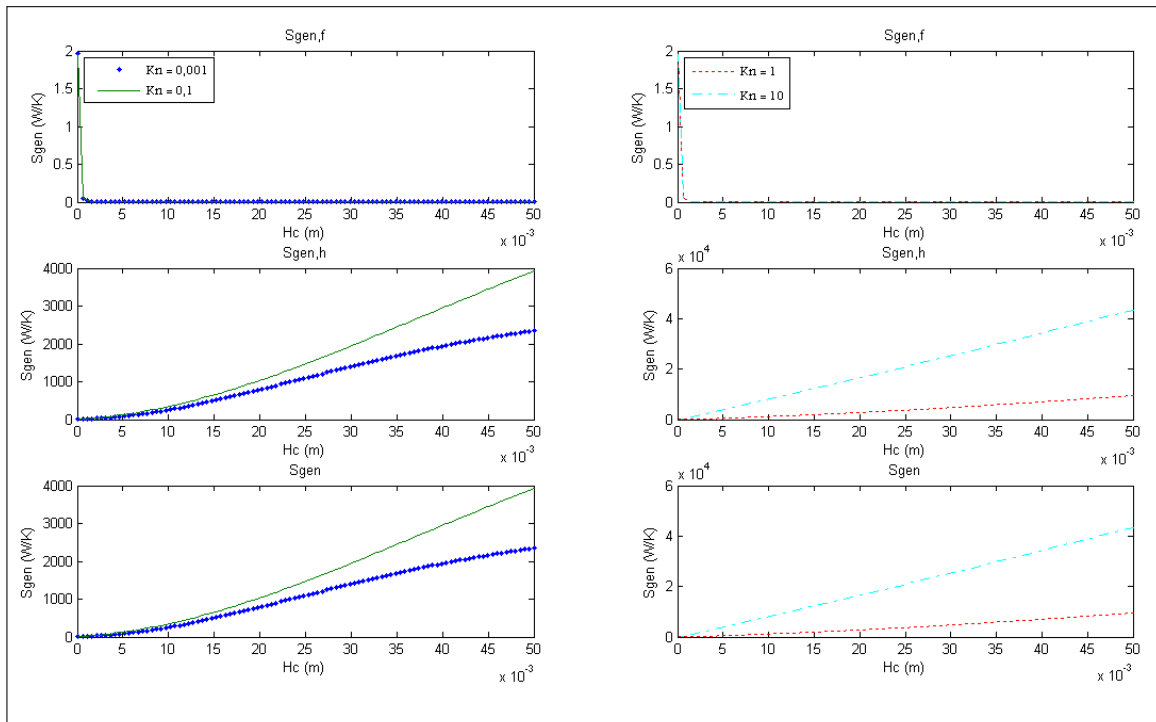 Sgen,f
Sgen (W/K)
2
1.5
1
0.5
0
Kn = 0,001
Kn = 0,1
0 5 10 15 20 25 30 35 40 45 50
Hc (m)
x 10⁻³
Sgen,f
Sgen (W/K)
2
1.5
1
0.5
0
Kn = 1
Kn = 10
0 5 10 15 20 25 30 35 40 45 50
Hc (m)
x 10⁻³
Sgen,h
Sgen (W/K)
4000
3000
2000
1000
0
0 5 10 15 20 25 30 35 40 45 50
Hc (m)
x 10⁻³
Sgen,h
x 10⁴
Sgen (W/K)
6
4
2
0
0 5 10 15 20 25 30 35 40 45 50
Hc (m)
x 10⁻³
Sgen
Sgen (W/K)
4000
3000
2000
1000
0
0 5 10 15 20 25 30 35 40 45 50
Hc (m)
x 10⁻³
Sgen
x 10⁴
Sgen (W/K)
6
4
2
0
0 5 10 15 20 25 30 35 40 45 50
Hc (m)
x 10⁻³